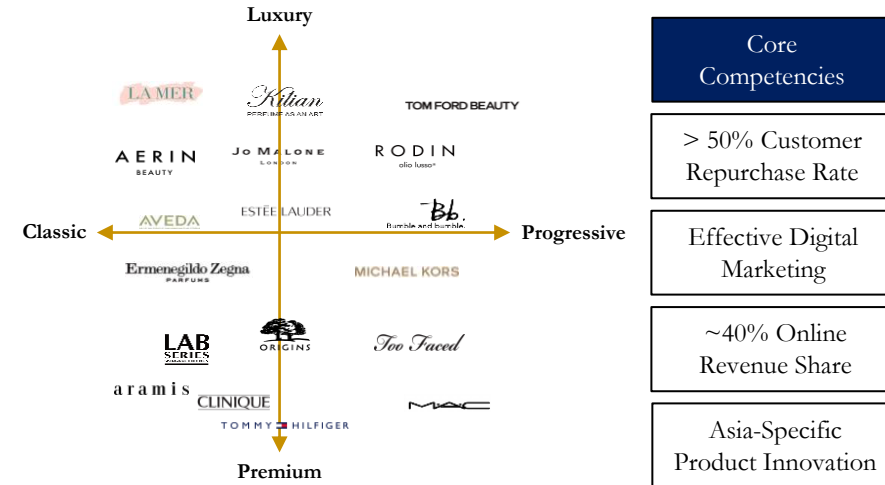 Luxury
LA MER
Kilian
PERFUME AS AN ART
TOM FORD BEAUTY
AERIN
BEAUTY
JO MALONE
LONDON
RODIN
olio lusso
AVEDA
ESTĒE LAUDER
Bb.
Bumble and bumble.
Classic
Progressive
Ermenegildo Zegna
PARFUMS
MICHAEL KORS
LAB
SERIES
ORIGINS
Too Faced
aramis
CLINIQUE
MAC
TOMMY HILFIGER
Premium
Core
Competencies
> 50% Customer
Repurchase Rate
Effective Digital
Marketing
~40% Online
Revenue Share
Asia-Specific
Product Innovation